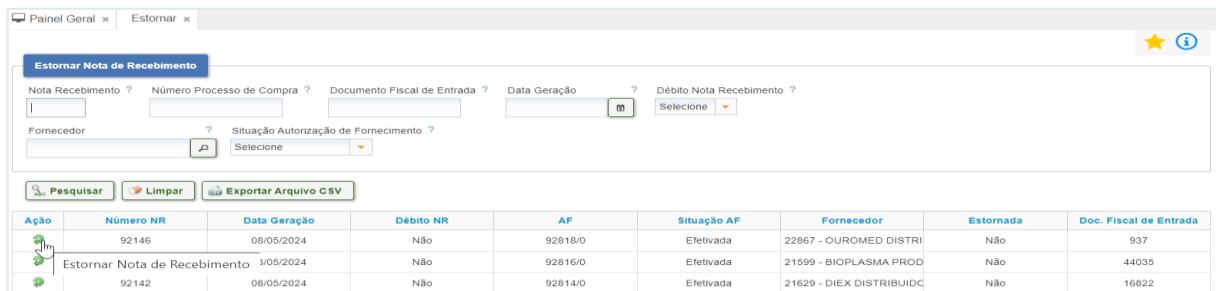 Painel Geral Estornar
Estornar Nota de Recebimento
Nota Recebimento ? Número Processo de Compra ? Documento Fiscal de Entrada ? Data Geração ? Débito Nota Recebimento ?
Selecione
Fornecedor ? Situação Autorização de Fornecimento ?
Selecione
Pesquisar Limpar Exportar Arquivo CSV
Ação Número NR Data Geração Débito NR AF Situação AF Fornecedor Estornada Doc. Fiscal de Entrada
92146 08/05/2024 Não 92818/0 Efetivada 22867 - OUROMED DISTRI Não 937
Estornar Nota de Recebimento 3/05/2024 Não 92816/0 Efetivada 21599 - BIOPLASMA PROD Não 44035
92142 08/05/2024 Não 92814/0 Efetivada 21629 - DIEX DISTRIBUIDC Não 16822